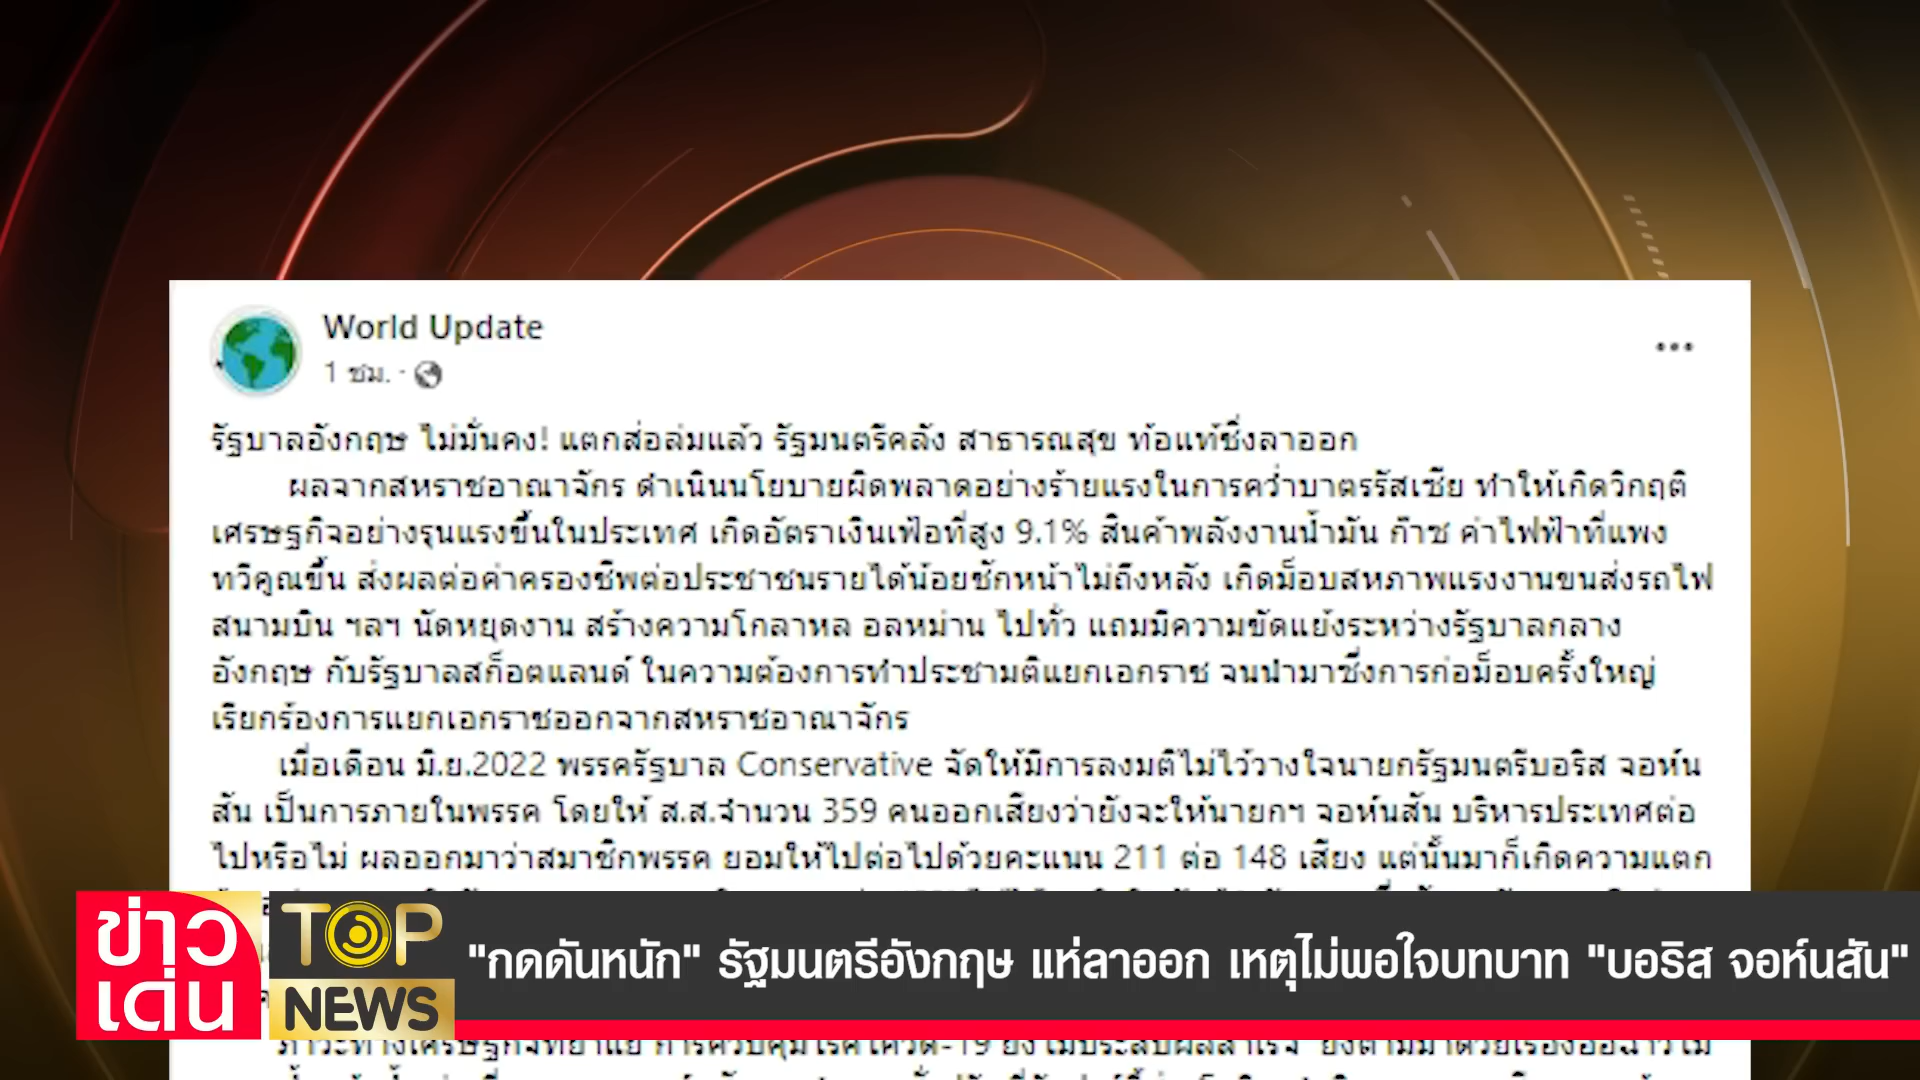 World Update
1 ชม. ·
รัฐบาลอังกฤษ ไม่มั่นคง! แตกส่อล่มแล้ว รัฐมนตรีคลัง สาธารณสุข ท้อแท้ชิ่งลาออก
ผลจากสหราชอาณาจักร ดำเนินนโยบายผิดพลาดอย่างร้ายแรงในการคว่ำบาตรรัสเซีย ทำให้เกิดวิกฤติ
เศรษฐกิจอย่างรุนแรงขึ้นในประเทศ เกิดอัตราเงินเฟ้อที่สูง 9.1% สินค้าพลังงานน้ำมัน ก๊าซ ค่าไฟฟ้าที่แพง
ทวิคูณขึ้น ส่งผลต่อค่าครองชีพต่อประชาชนรายได้น้อยชักหน้าไม่ถึงหลัง เกิดม็อบสหภาพแรงงานขนส่งรถไฟ
สนามบิน ฯลฯ นัดหยุดงาน สร้างความโกลาหล อลหม่าน ไปทั่ว แถมมีความขัดแย้งระหว่างรัฐบาลกลาง
อังกฤษ กับรัฐบาลสก็อตแลนด์ ในความต้องการทำประชามติแยกเอกราช จนนำมาซึ่งการก่อม็อบครั้งใหญ่
เรียกร้องการแยกเอกราชออกจากสหราชอาณาจักร
เมื่อเดือน มิ.ย.2022 พรรครัฐบาล Conservative จัดให้มีการลงมติไม่ไว้วางใจนายกรัฐมนตรีบอริส จอห์น
สัน เป็นการภายในพรรค โดยให้ ส.ส.จำนวน 359 คนออกเสียงว่ายังจะให้นายกฯ จอห์นสัน บริหารประเทศต่อ
ไปหรือไม่ ผลออกมาว่าสมาชิกพรรค ยอมให้ไปต่อไปด้วยคะแนน 211 ต่อ 148 เสียง แต่นั้นมาก็เกิดความแตก
ข่าว
เด่น
TOP
NEWS
"กดดันหนัก" รัฐมนตรีอังกฤษ แห่ลาออก เหตุไม่พอใจบทบาท "บอริส จอห์นสัน"